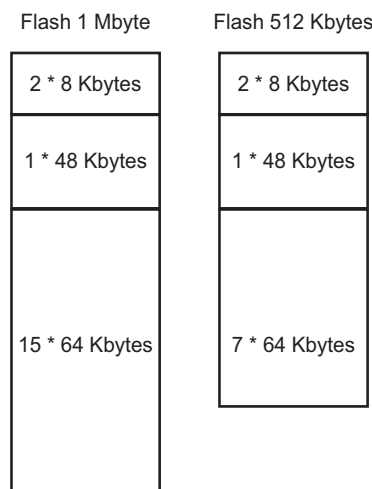 Flash 1 Mbyte
Flash 512 Kbytes
2 * 8 Kbytes
2 * 8 Kbytes
1 * 48 Kbytes
1 * 48 Kbytes
15 * 64 Kbytes
7 * 64 Kbytes